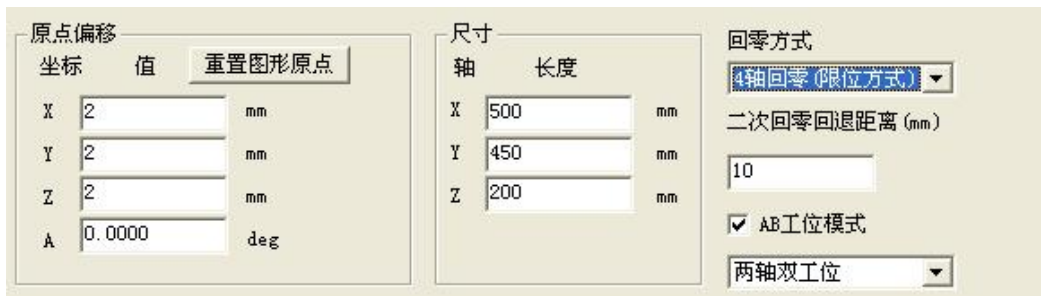 原点偏移
坐标 值 重置图形原点
X 2 mm
Y 2 mm
Z 2 mm
A 0.0000 deg
尺寸
轴 长度
X 500 mm
Y 450 mm
Z 200 mm
回零方式
4轴回零(限位方式)
二次回零回退距离(mm)
10
AB工位模式
两轴双工位